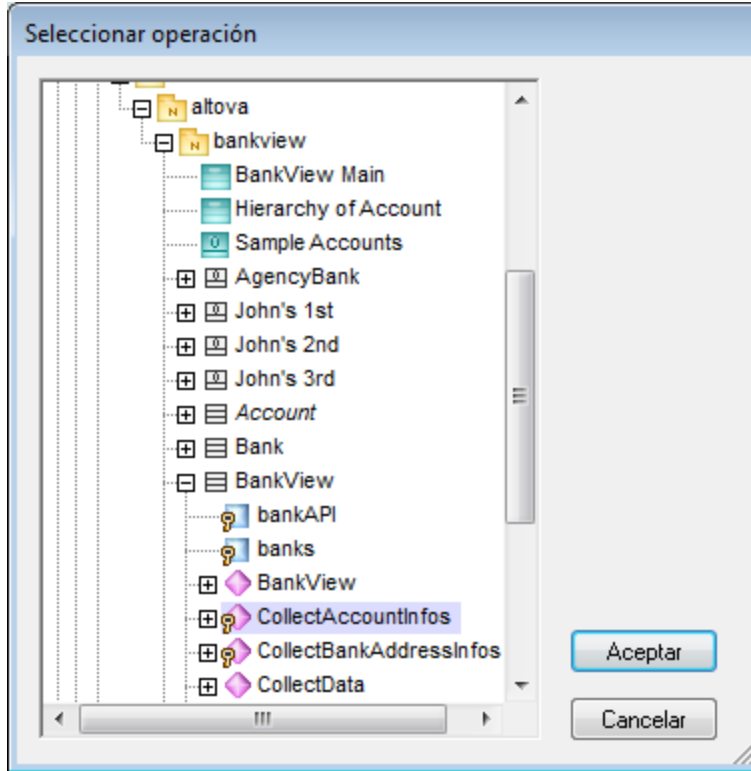 Seleccionar operación
altova
bankview
BankView Main
Hierarchy of Account
Sample Accounts
AgencyBank
John's 1st
John's 2nd
John's 3rd
Account
Bank
BankView
bankAPI
banks
BankView
CollectAccountInfos
CollectBankAddressInfos
CollectData
Aceptar
Cancelar